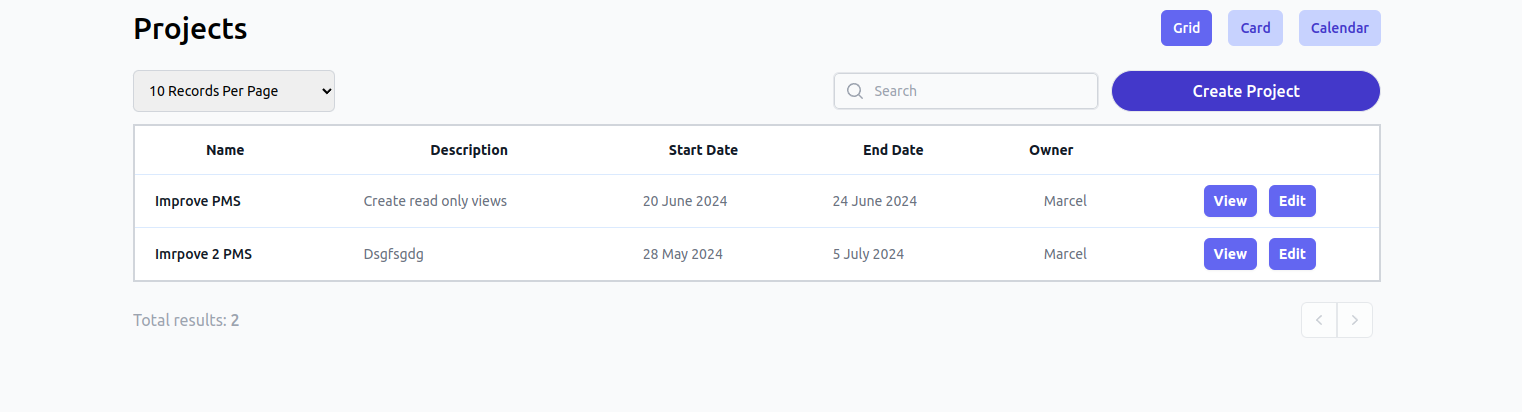 Projects Grid Card Calendar
10 Records Per Page Search Create Project
Name Description Start Date End Date Owner
Improve PMS Create read only views 20 June 2024 24 June 2024 Marcel View Edit
Imrpove 2 PMS Dsgfsgdg 28 May 2024 5 July 2024 Marcel View Edit
Total results: 2